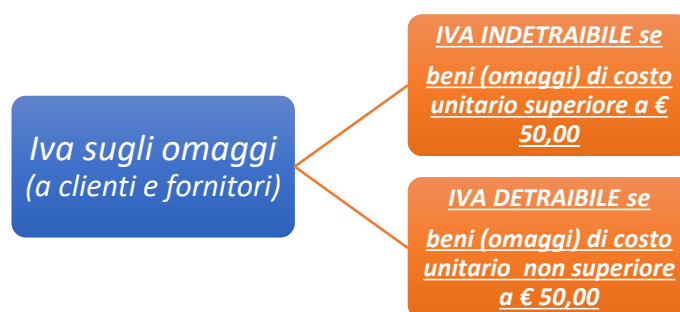 Iva sugli omaggi
(a clienti e fornitori)
IVA INDETRAIBILE se
beni (omaggi) di costo
unitario superiore a €
50,00
IVA DETRAIBILE se
beni (omaggi) di costo
unitario non superiore
a € 50,00